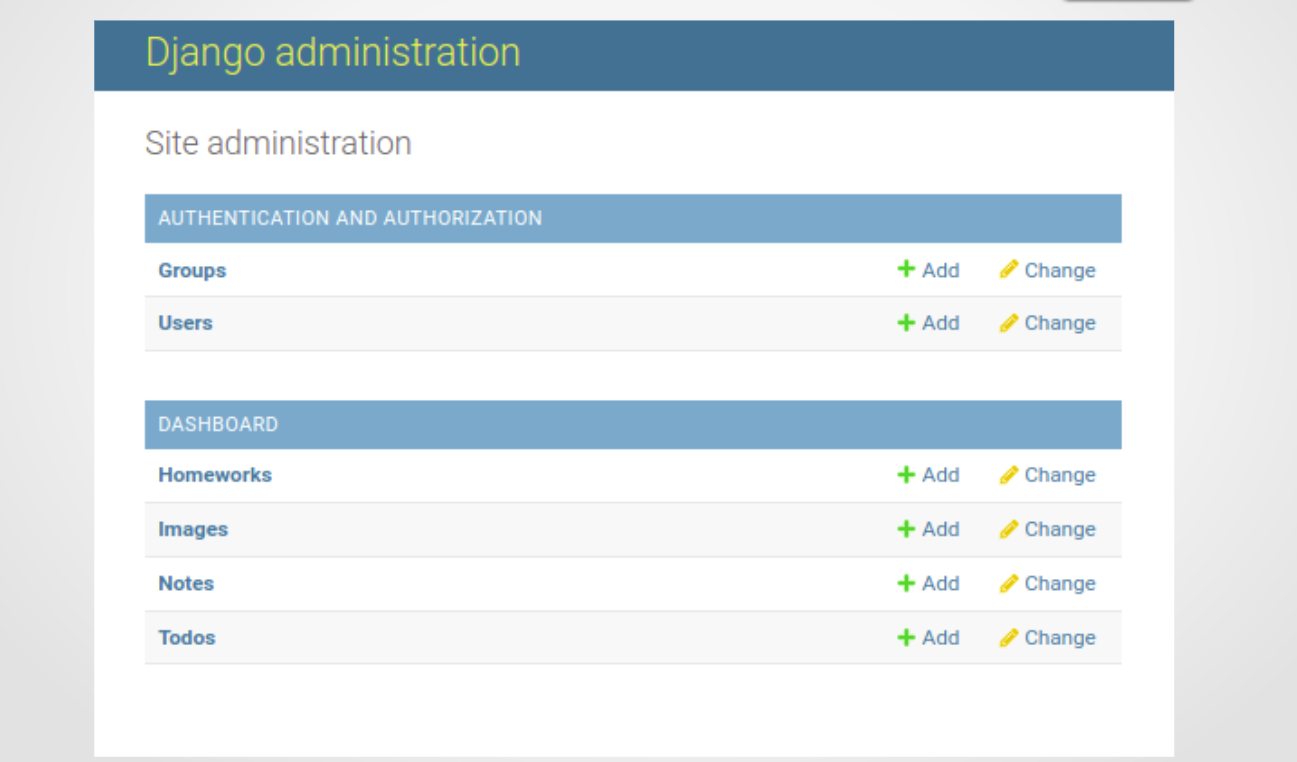 Django administration
Site administration
AUTHENTICATION AND AUTHORIZATION
Groups Add Change
Users Add Change
DASHBOARD
Homeworks Add Change
Images Add Change
Notes Add Change
Todos Add Change